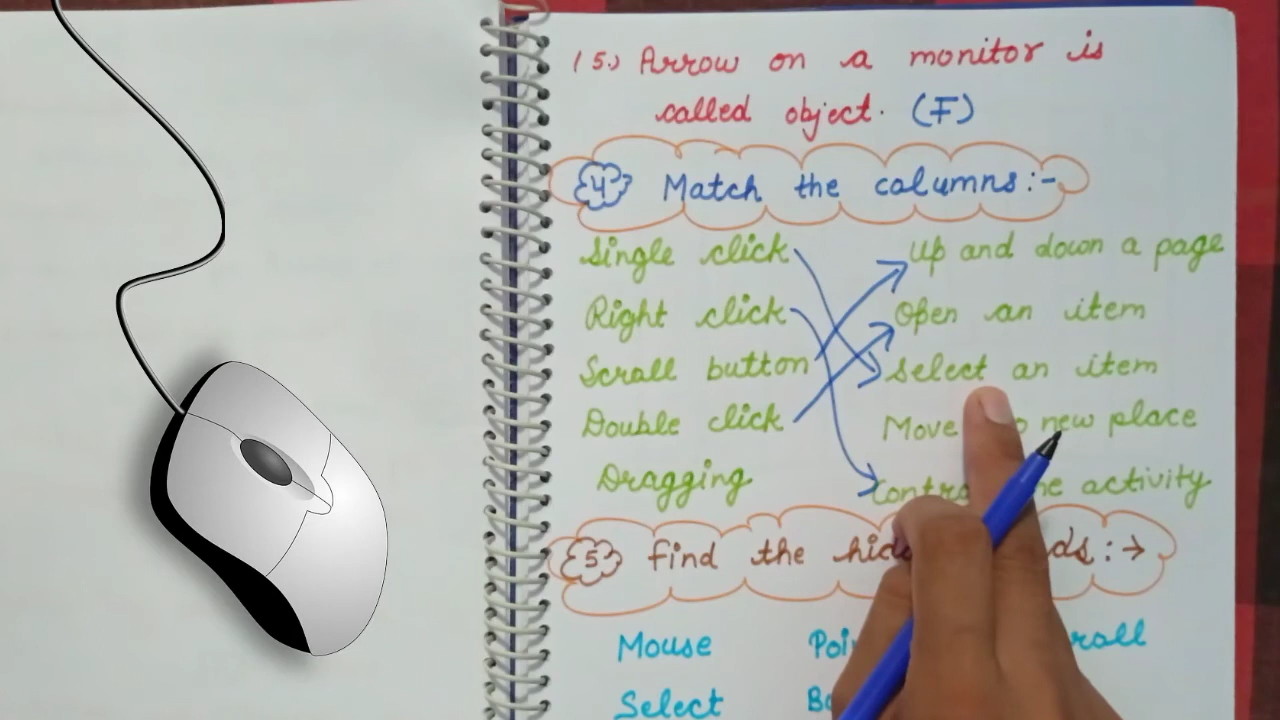 (5.) Arrow on a monitor is
called object. (F)
4 Match the columns:-
Single click Up and down a page
Right click Open an item
Scroll button Select an item
Double click Move new place
Dragging activity
5 find the :→
Mouse
Select